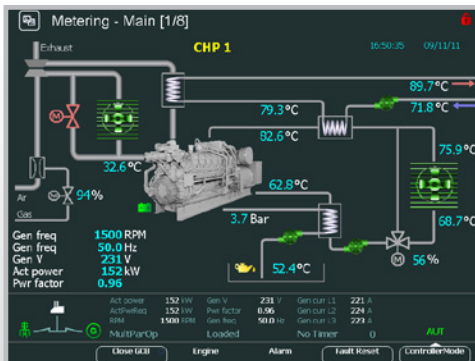 Metering - Main [1/8]
CHP 1
16:50:35 09/11/11
Exhaust
89.7°C
79.3°C
71.8°C
82.6°C
75.9°C
32.6°C
62.8°C
94%
Ar
Gas
3.7 Bar
68.7°C
52.4°C
56%
M
M
M
Gen freq 1500 RPM
Gen freq 50.0 Hz
Gen V 231 V
Act power 152 kW
Pwr factor 0.96
Act power 152 kW Gen V 231 V Gen curr L1 221 A
ActPwrReq 152 kW Pwr factor 0.96 Gen curr L2 224 A
RPM 1500 RPM Gen freq 50.0 Hz Gen curr L3 223 A
MultParOp Loaded No Timer 0
AUT
Close GCB Engine Alarm Fault Reset ControllerMode